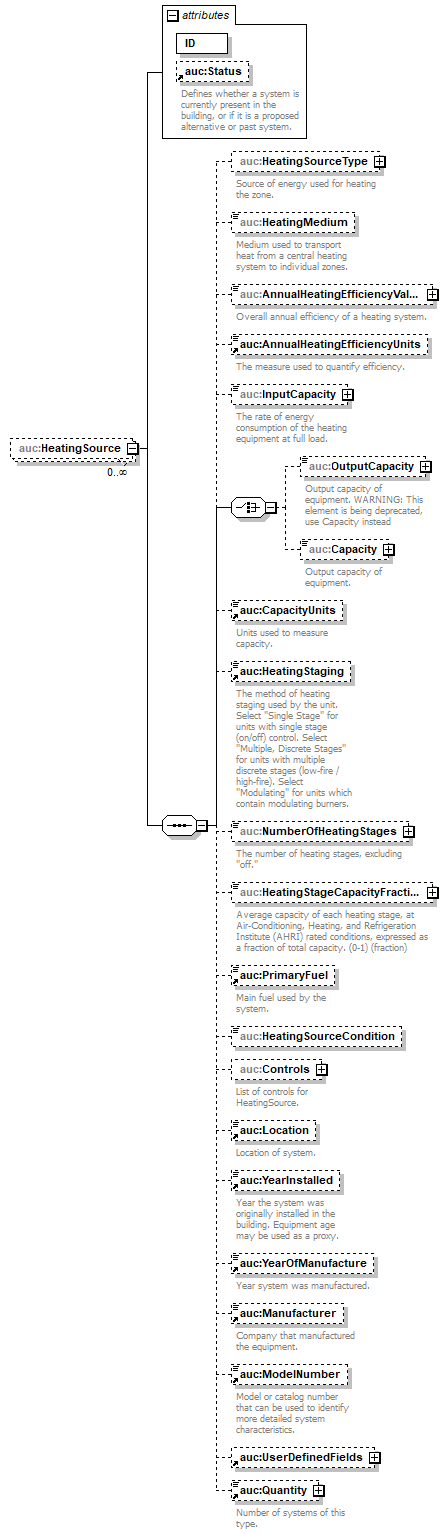 attributes
ID
auc:Status
Defines whether a system is
currently present in the
building, or if it is a proposed
alternative or past system.
auc:HeatingSourceType
Source of energy used for heating
the zone.
auc:HeatingMedium
Medium used to transport
heat from a central heating
system to individual zones.
auc:AnnualHeatingEfficiencyVal...
Overall annual efficiency of a heating system.
auc:AnnualHeatingEfficiencyUnits
The measure used to quantify efficiency.
auc:InputCapacity
The rate of energy
consumption of the heating
equipment at full load.
auc:HeatingSource
0..∞
auc:OutputCapacity
Output capacity of
equipment. WARNING: This
element is being deprecated,
use Capacity instead
auc:Capacity
Output capacity of
equipment.
auc:CapacityUnits
Units used to measure
capacity.
auc:HeatingStaging
The method of heating
staging used by the unit.
Select "Single Stage" for
units with single stage
(on/off) control. Select
"Multiple, Discrete Stages"
for units with multiple
discrete stages (low-fire /
high-fire). Select
"Modulating" for units which
contain modulating burners.
auc:NumberOfHeatingStages
The number of heating stages, excluding
"off."
auc:HeatingStageCapacityFracti...
Average capacity of each heating stage, at
Air-Conditioning, Heating, and Refrigeration
Institute (AHRI) rated conditions, expressed as
a fraction of total capacity. (0-1) (fraction)
auc:PrimaryFuel
Main fuel used by the
system.
auc:HeatingSourceCondition
auc:Controls
List of controls for
HeatingSource.
auc:Location
Location of system.
auc:YearInstalled
Year the system was
originally installed in the
building. Equipment age
may be used as a proxy.
auc:YearOfManufacture
Year system was manufactured.
auc:Manufacturer
Company that manufactured
the equipment.
auc:ModelNumber
Model or catalog number
that can be used to identify
more detailed system
characteristics.
auc:UserDefinedFields
auc:Quantity
Number of systems of this
type.